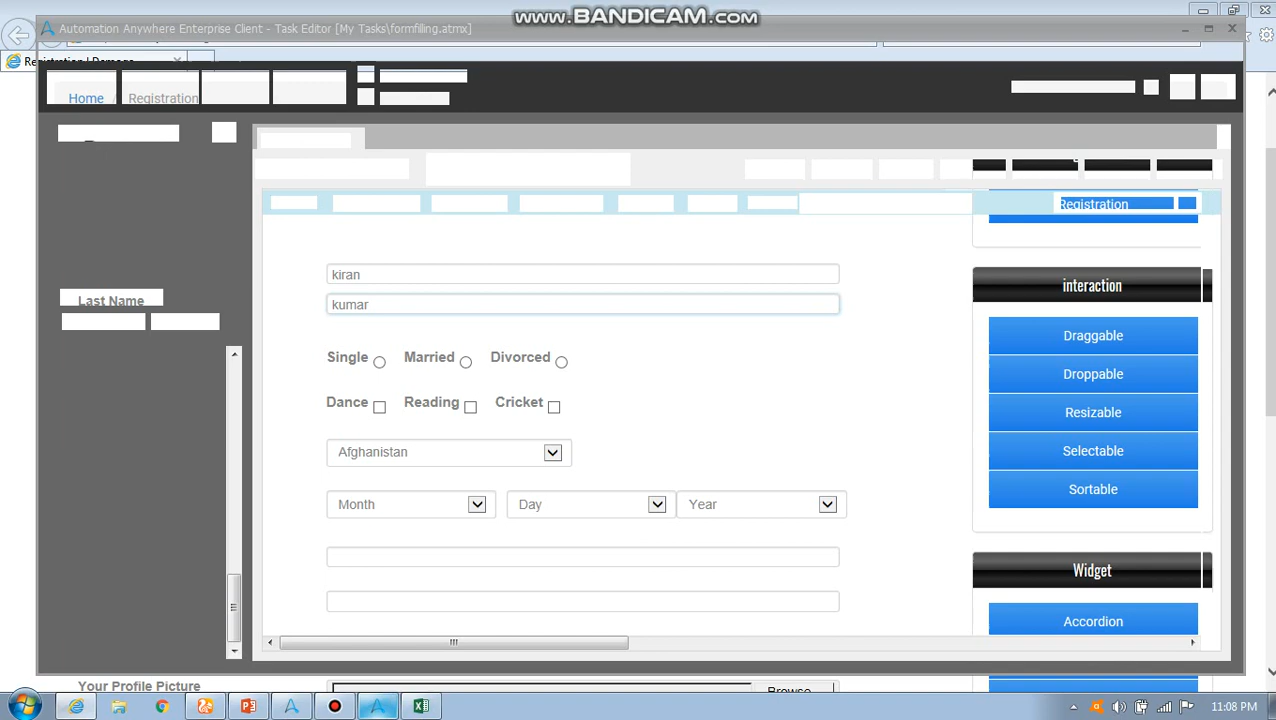 www.BANDICAM.com
Automation Anywhere Enterprise Client - Task Editor [My Tasks\formfilling.atmx]
Home Registration
Registration
kiran
Last Name
kumar
Single Married Divorced
Dance Reading Cricket
Afghanistan
Month Day Year
interaction
Draggable
Droppable
Resizable
Selectable
Sortable
Widget
Accordion
Your Profile Picture
Browse
11:08 PM